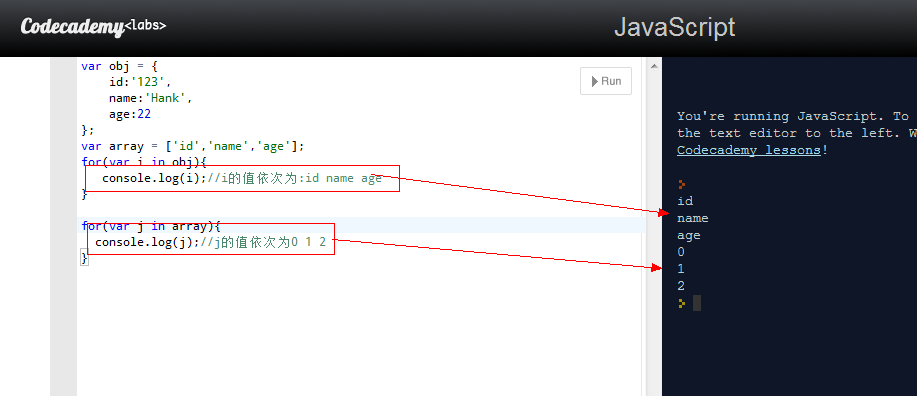 Codecademy<labs>
JavaScript
var obj = {
    id:'123',
    name:'Hank',
    age:22
};
var array = ['id','name','age'];
for(var i in obj){
   console.log(i);//i的值依次为:id name age
}
for(var j in array){
  console.log(j);//j的值依次为0 1 2
}
Run
You're running JavaScript. To
the text editor to the left. W
Codecademy lessons!
id
name
age
0
1
2